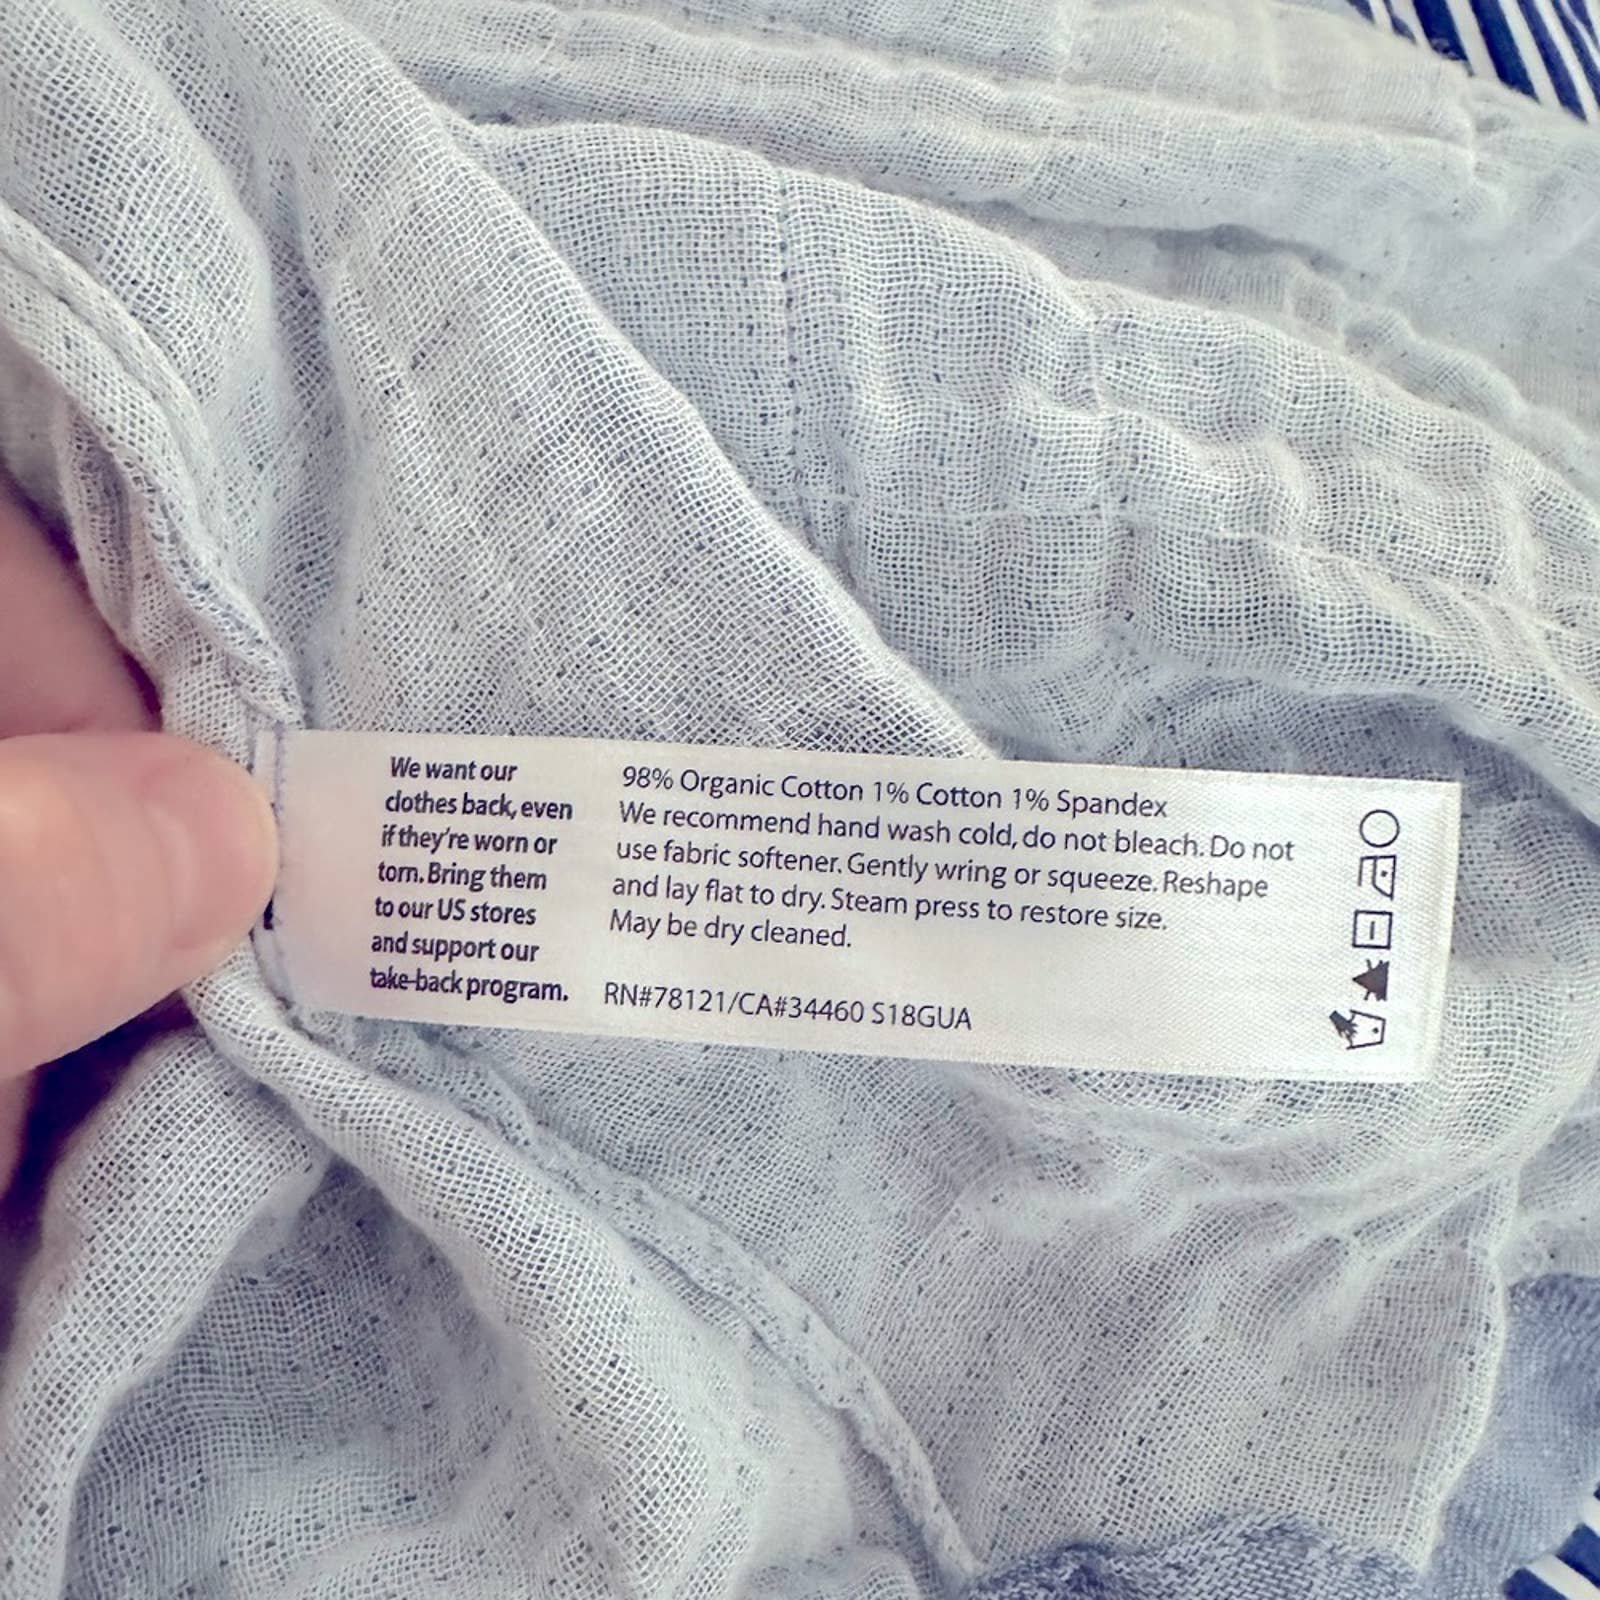 We want our
clothes back, even
if they're worn or
torn. Bring them
to our US stores
and support our
take-back program.
98% Organic Cotton 1% Cotton 1% Spandex
We recommend hand wash cold, do not bleach. Do not
use fabric softener. Gently wring or squeeze. Reshape
and lay flat to dry. Steam press to restore size.
May be dry cleaned.
RN#78121/CA#34460 S18GUA